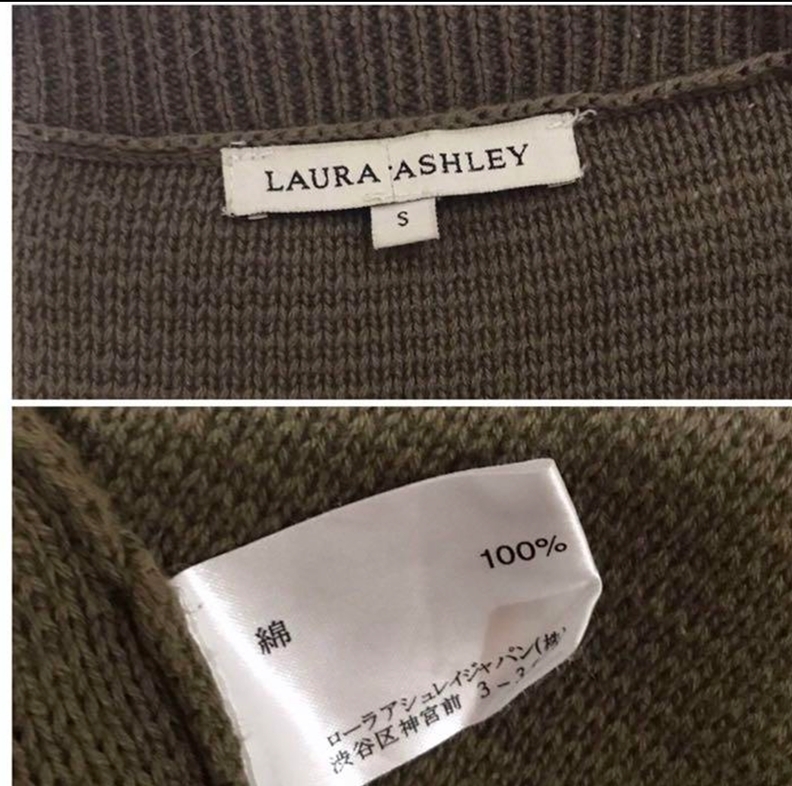 LAURA ASHLEY
S
100%
綿
ローラアシュレイジャパン(株)
渋谷区神宮前 3-